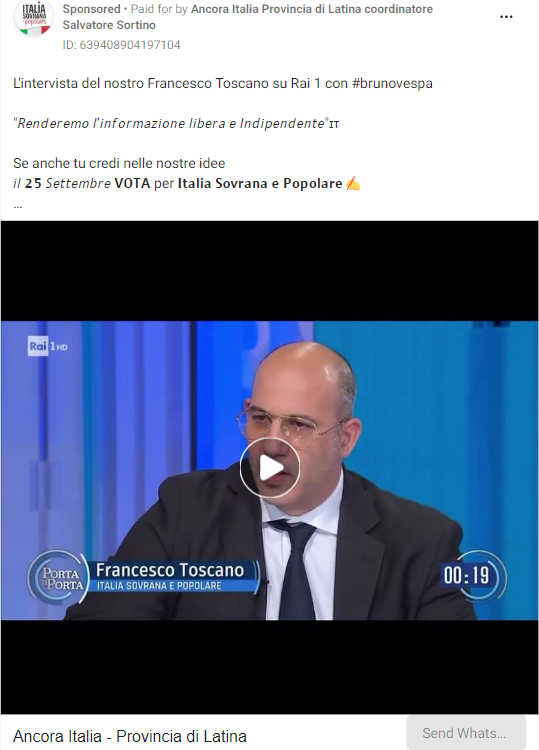 ITALIA
SOVRANA
e popolare
Sponsored • Paid for by Ancora Italia Provincia di Latina coordinatore
Salvatore Sortino
ID: 639408904197104
L'intervista del nostro Francesco Toscano su Rai 1 con #brunovespa
"Renderemo l'informazione libera e Indipendente"IT
Se anche tu credi nelle nostre idee
il 25 Settembre VOTA per Italia Sovrana e Popolare✍️
...
Rai 1 HD
PORTA a PORTA
Francesco Toscano
ITALIA SOVRANA E POPOLARE
00:19
Ancora Italia - Provincia di Latina
Send Whats...